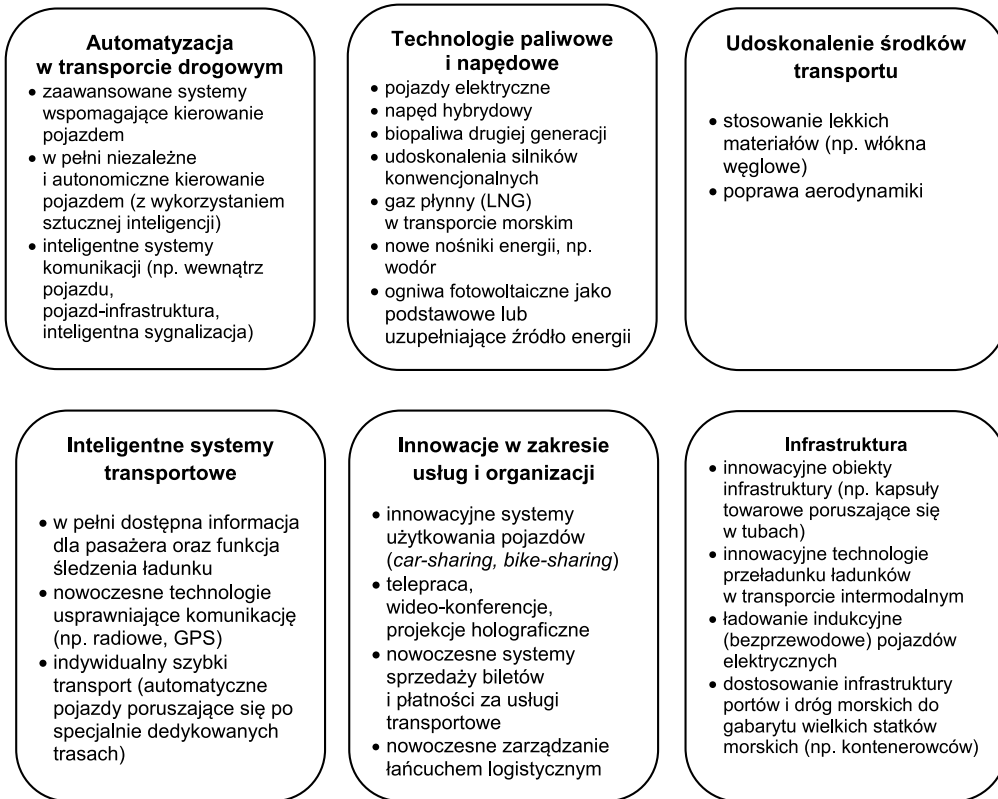 Automatyzacja
w transporcie drogowym
• zaawansowane systemy
wspomagające kierowanie
pojazdem
• w pełni niezależne
i autonomiczne kierowanie
pojazdem (z wykorzystaniem
sztucznej inteligencji)
• inteligentne systemy
komunikacji (np. wewnątrz
pojazdu,
pojazd-infrastruktura,
inteligentna sygnalizacja)
Technologie paliwowe
i napędowe
• pojazdy elektryczne
• napęd hybrydowy
• biopaliwa drugiej generacji
• udoskonalenia silników
konwencjonalnych
• gaz płynny (LNG)
w transporcie morskim
• nowe nośniki energii, np.
wodór
• ogniwa fotowoltaiczne jako
podstawowe lub
uzupełniające źródło energii
Udoskonalenie środków
transportu
• stosowanie lekkich
materiałów (np. włókna
węglowe)
• poprawa aerodynamiki
Inteligentne systemy
transportowe
• w pełni dostępna informacja
dla pasażera oraz funkcja
śledzenia ładunku
• nowoczesne technologie
usprawniające komunikację
(np. radiowe, GPS)
• indywidualny szybki
transport (automatyczne
pojazdy poruszające się po
specjalnie dedykowanych
trasach)
Innowacje w zakresie
usług i organizacji
• innowacyjne systemy
użytkowania pojazdów
(car-sharing, bike-sharing)
• telepraca,
wideo-konferencje,
projekcje holograficzne
• nowoczesne systemy
sprzedaży biletów
i płatności za usługi
transportowe
• nowoczesne zarządzanie
łańcuchem logistycznym
Infrastruktura
• innowacyjne obiekty
infrastruktury (np. kapsuły
towarowe poruszające się
w tubach)
• innowacyjne technologie
przeładunku ładunków
w transporcie intermodalnym
• ładowanie indukcyjne
(bezprzewodowe) pojazdów
elektrycznych
• dostosowanie infrastruktury
portów i dróg morskich do
gabarytu wielkich statków
morskich (np. kontenerowców)